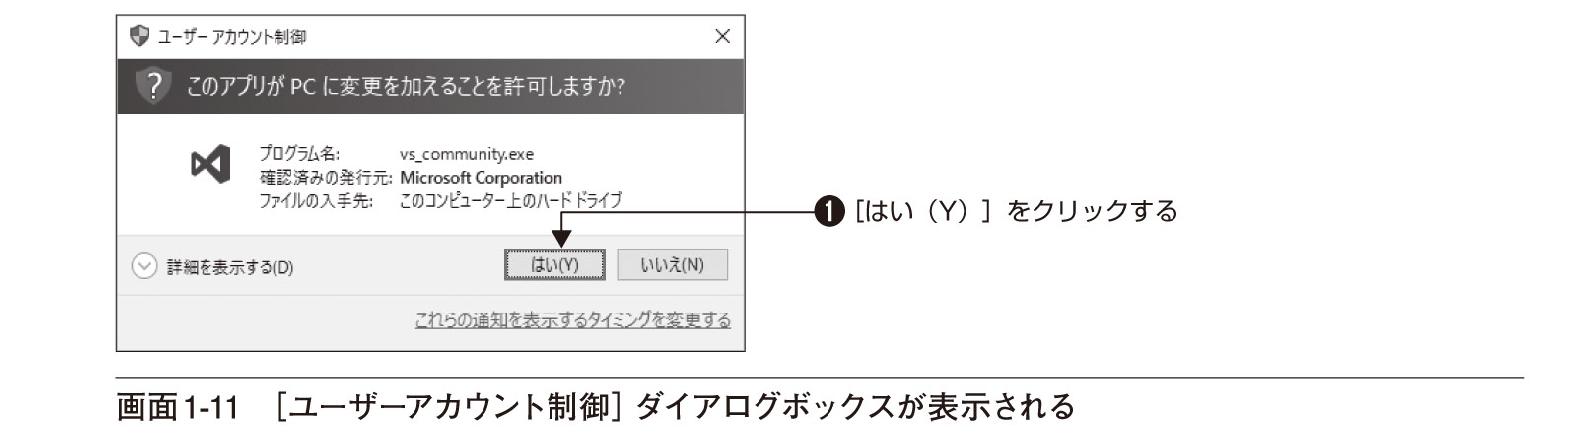 ユーザー アカウント制御
?
このアプリが PC に変更を加えることを許可しますか?
プログラム名: vs_community.exe
確認済みの発行元: Microsoft Corporation
ファイルの入手先: このコンピューター上のハード ドライブ
❶[はい（Y）] をクリックする
詳細を表示する(D) はい(Y) いいえ(N)
これらの通知を表示するタイミングを変更する
画面1-11 [ユーザーアカウント制御] ダイアログボックスが表示される